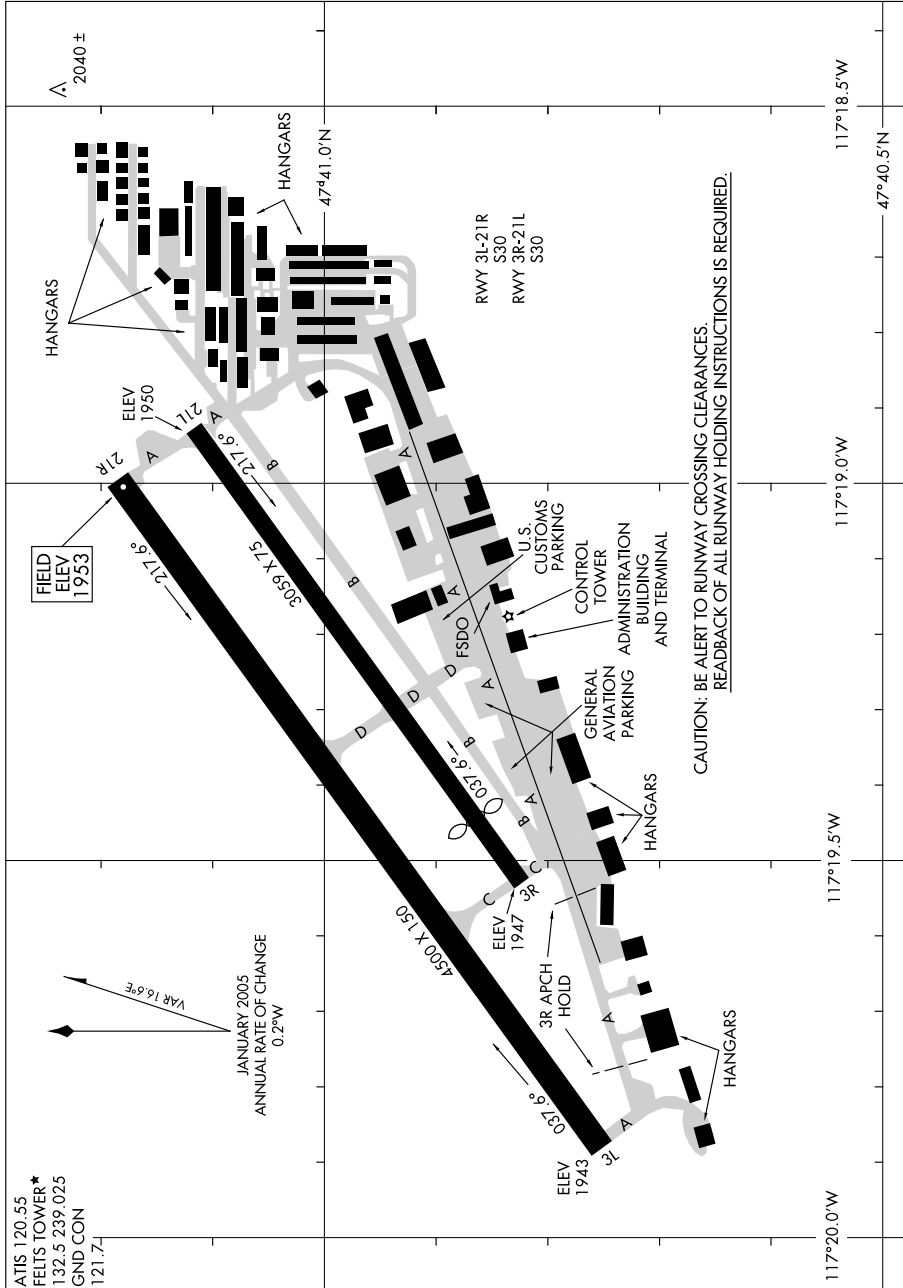 ATIS 120.55
FELTS TOWER★
132.5 239.025
GND CON
121.7
JANUARY 2005
ANNUAL RATE OF CHANGE
0.2°W
VAR 16.6°E
2040 ±
HANGARS
HANGARS
47d41.0'N
117°18.5'W
47°40.5'N
FIELD
ELEV
1953
21R
A
ELEV
1950
21L
A
217.6°
217.6°
B
3059 X 75
B
RWY 3L-21R
S30
RWY 3R-21L
S30
117°19.0'W
A
U.S.
CUSTOMS
PARKING
A
FSDO
CONTROL
TOWER
ADMINISTRATION
BUILDING
AND TERMINAL
D
D
D
A
B
GENERAL
AVIATION
PARKING
037.6°
A
B
HANGARS
117°19.5'W
4500 X 150
C
C
3R
ELEV
1947
3R APCH
HOLD
A
HANGARS
037.6°
3L
A
ELEV
1943
117°20.0'W
CAUTION: BE ALERT TO RUNWAY CROSSING CLEARANCES.
READBACK OF ALL RUNWAY HOLDING INSTRUCTIONS IS REQUIRED.